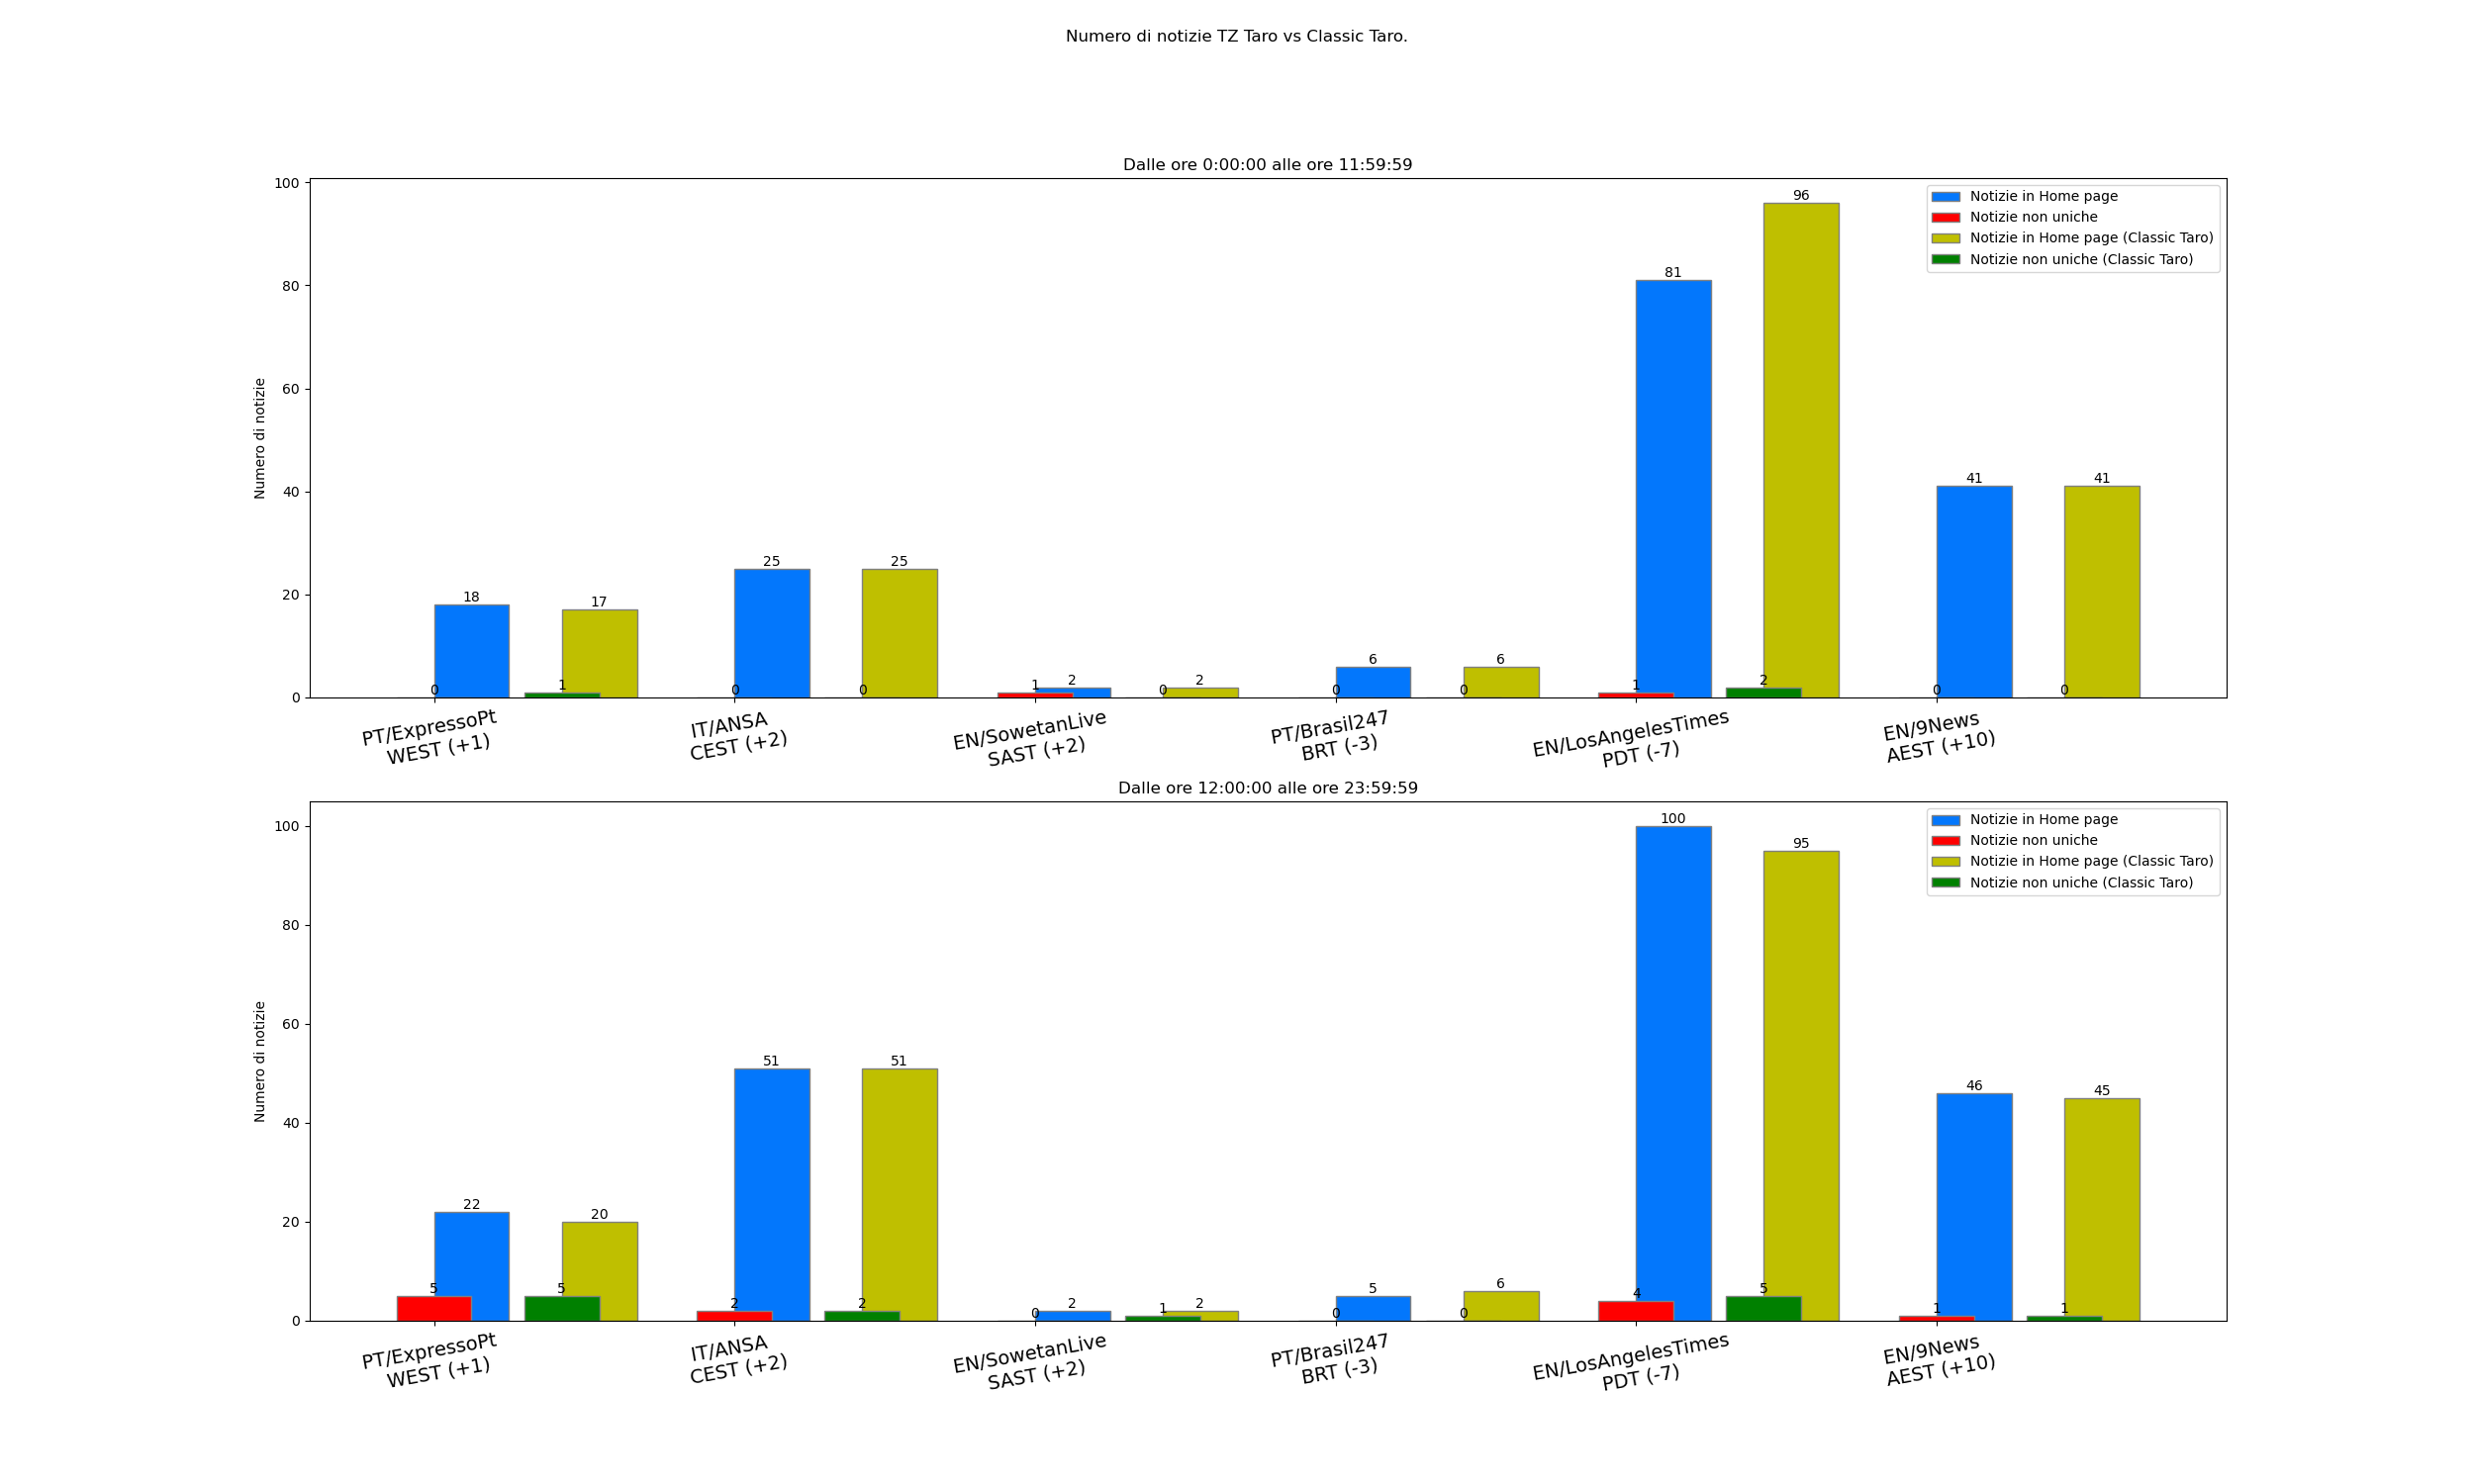 Numero di notizie TZ Taro vs Classic Taro.
Dalle ore 0:00:00 alle ore 11:59:59
Numero di notizie
100
80
60
40
20
0
Notizie in Home page
Notizie non uniche
Notizie in Home page (Classic Taro)
Notizie non uniche (Classic Taro)
0
18
1
17
0
25
0
25
1
2
0
2
0
6
0
6
1
81
2
96
0
41
0
41
PT/ExpressoPt
WEST (+1)
IT/ANSA
CEST (+2)
EN/SowetanLive
SAST (+2)
PT/Brasil247
BRT (-3)
EN/LosAngelesTimes
PDT (-7)
EN/9News
AEST (+10)
Dalle ore 12:00:00 alle ore 23:59:59
Numero di notizie
100
80
60
40
20
0
Notizie in Home page
Notizie non uniche
Notizie in Home page (Classic Taro)
Notizie non uniche (Classic Taro)
5
22
5
20
2
51
2
51
0
2
1
2
0
5
0
6
4
100
5
95
1
46
1
45
PT/ExpressoPt
WEST (+1)
IT/ANSA
CEST (+2)
EN/SowetanLive
SAST (+2)
PT/Brasil247
BRT (-3)
EN/LosAngelesTimes
PDT (-7)
EN/9News
AEST (+10)